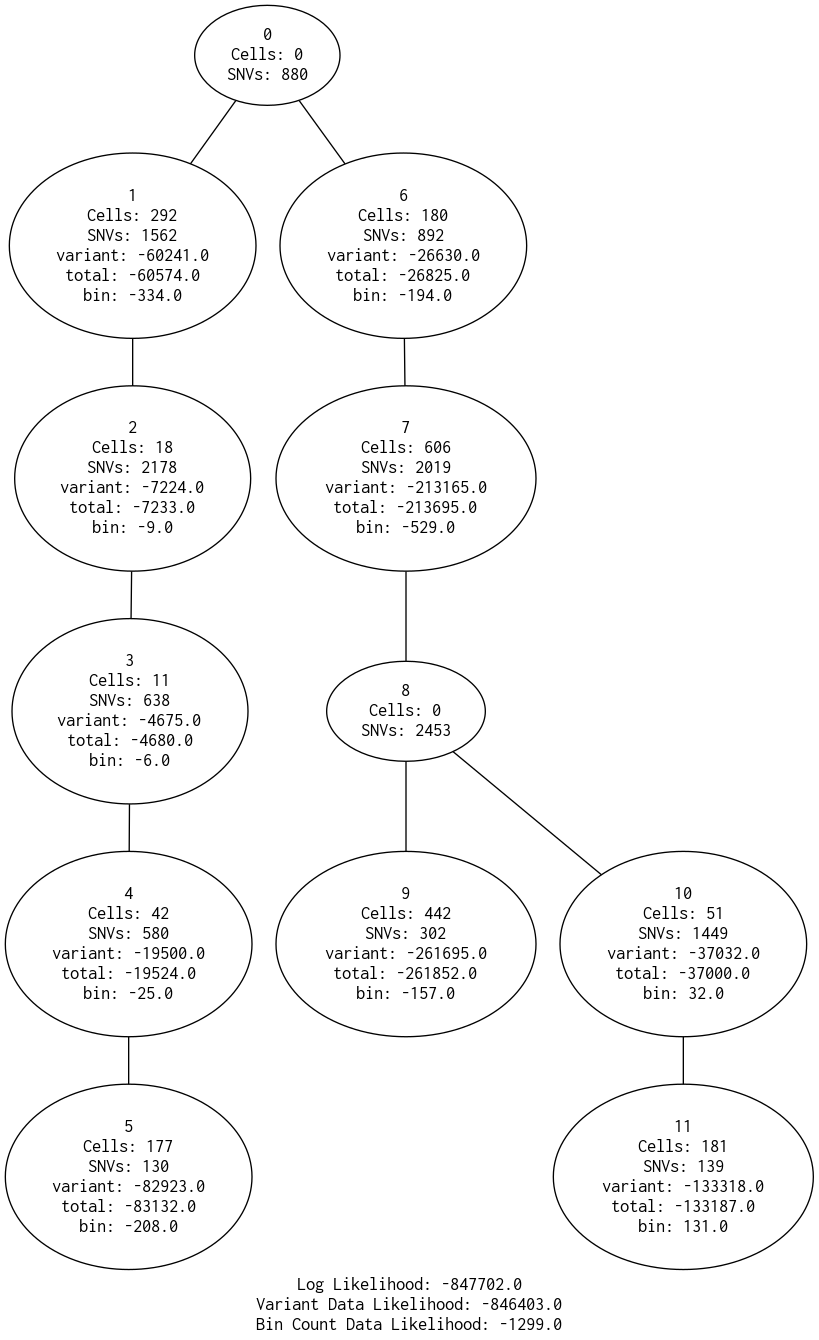 0
Cells: 0
SNVs: 880
1
Cells: 292
SNVs: 1562
variant: -60241.0
total: -60574.0
bin: -334.0
6
Cells: 180
SNVs: 892
variant: -26630.0
total: -26825.0
bin: -194.0
2
Cells: 18
SNVs: 2178
variant: -7224.0
total: -7233.0
bin: -9.0
7
Cells: 606
SNVs: 2019
variant: -213165.0
total: -213695.0
bin: -529.0
3
Cells: 11
SNVs: 638
variant: -4675.0
total: -4680.0
bin: -6.0
8
Cells: 0
SNVs: 2453
4
Cells: 42
SNVs: 580
variant: -19500.0
total: -19524.0
bin: -25.0
9
Cells: 442
SNVs: 302
variant: -261695.0
total: -261852.0
bin: -157.0
10
Cells: 51
SNVs: 1449
variant: -37032.0
total: -37000.0
bin: 32.0
5
Cells: 177
SNVs: 130
variant: -82923.0
total: -83132.0
bin: -208.0
11
Cells: 181
SNVs: 139
variant: -133318.0
total: -133187.0
bin: 131.0
Log Likelihood: -847702.0
Variant Data Likelihood: -846403.0
Bin Count Data Likelihood: -1299.0